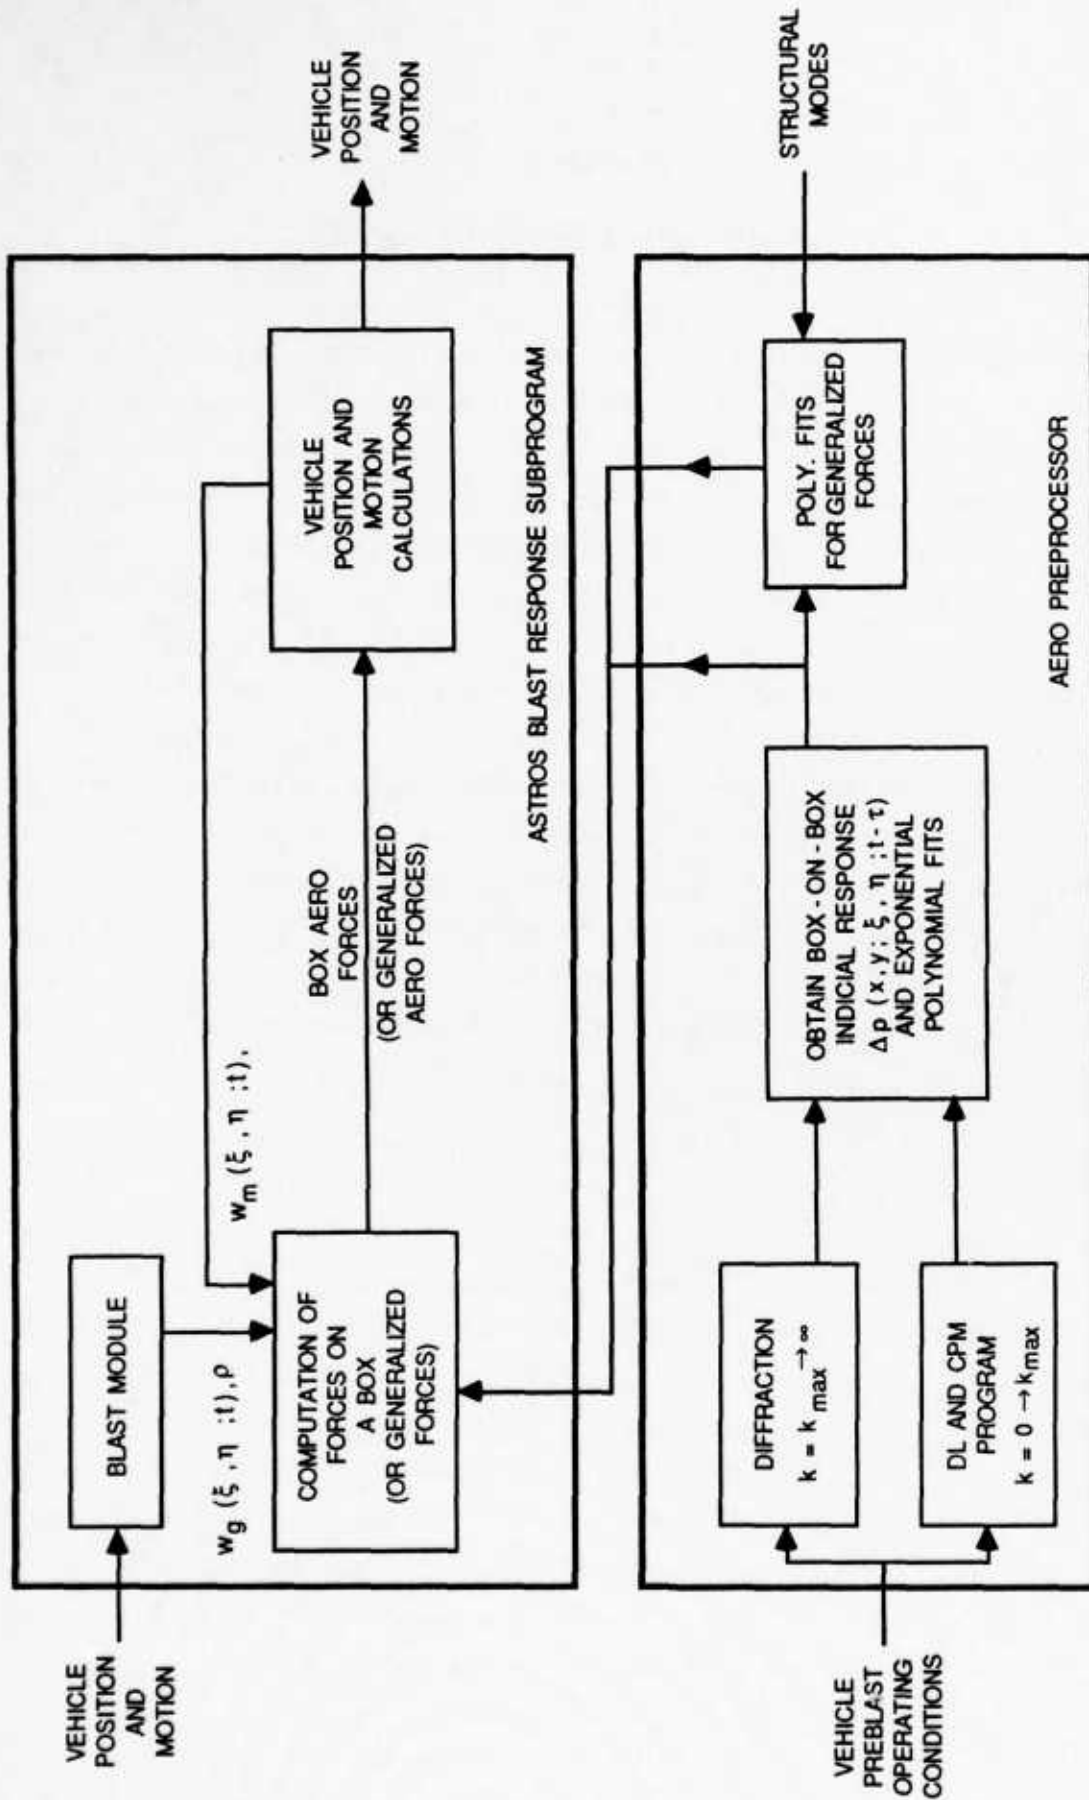 VEHICLE
POSITION
AND
MOTION
BLAST MODULE
w_g (ξ, η :t), ρ
w_m (ξ, η :t),
COMPUTATION OF
FORCES ON
A BOX
(OR GENERALIZED
FORCES)
BOX AERO
FORCES
(OR GENERALIZED
AERO FORCES)
VEHICLE
POSITION AND
MOTION
CALCULATIONS
VEHICLE
POSITION
AND
MOTION
ASTROS BLAST RESPONSE SUBPROGRAM
VEHICLE
PREBLAST
OPERATING
CONDITIONS
DIFFRACTION
k = k_max → ∞
DL AND CPM
PROGRAM
k = 0 → k_max
OBTAIN BOX - ON - BOX
INDICIAL RESPONSE
Δp (x, y; ξ, η ; t - τ)
AND EXPONENTIAL
POLYNOMIAL FITS
POLY. FITS
FOR GENERALIZED
FORCES
STRUCTURAL
MODES
AERO PREPROCESSOR